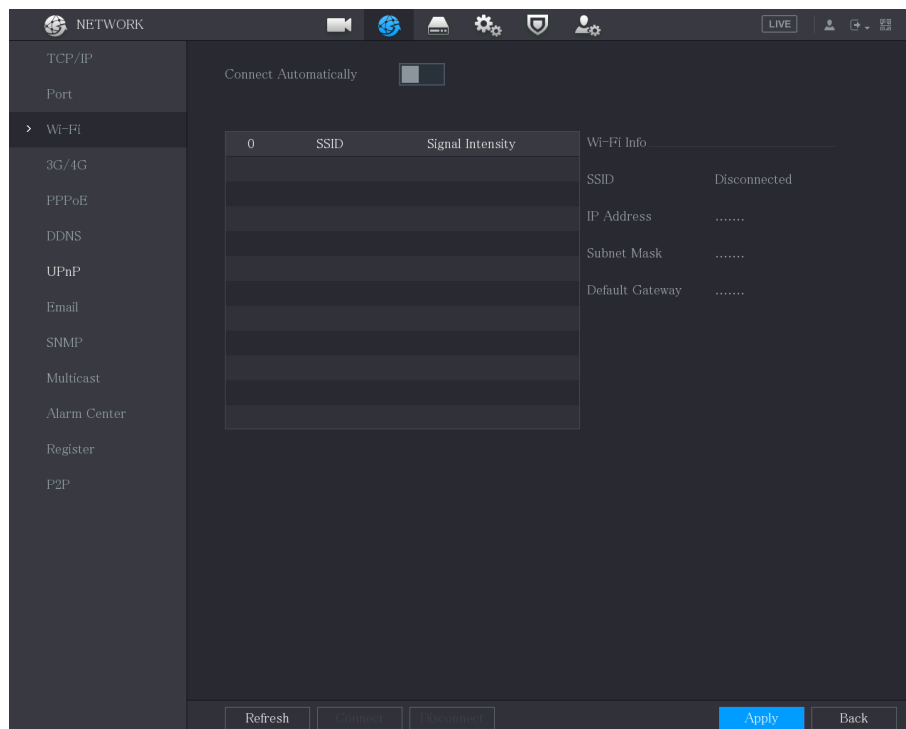 NETWORK
LIVE
TCP/IP
Port
Wi-Fi
3G/4G
PPPoE
DDNS
UPnP
Email
SNMP
Multicast
Alarm Center
Register
P2P
Connect Automatically
0 SSID Signal Intensity
Wi-Fi Info
SSID Disconnected
IP Address .......
Subnet Mask .......
Default Gateway .......
Refresh Connect Disconnect Apply Back